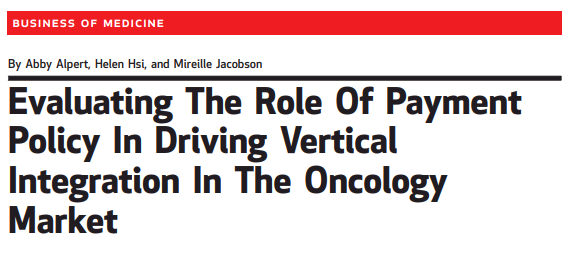 BUSINESS OF MEDICINE
By Abby Alpert, Helen Hsi, and Mireille Jacobson
Evaluating The Role Of Payment
Policy In Driving Vertical
Integration In The Oncology
Market